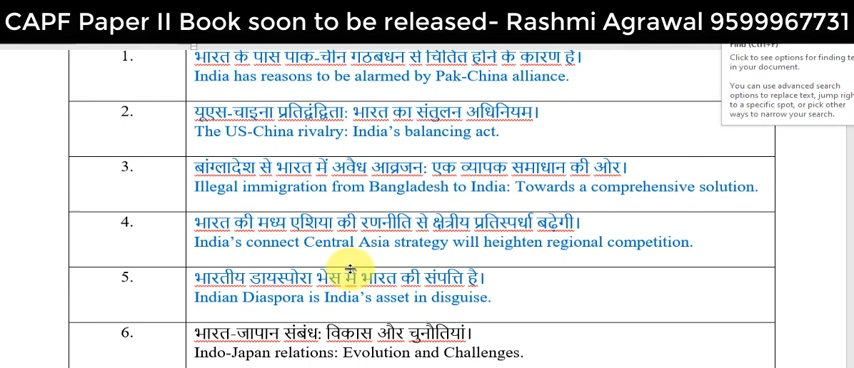 CAPF Paper II Book soon to be released- Rashmi Agrawal 9599967731
Click to see options for finding te
in your document.
You can use advanced search
options to replace text, jump righ
to a specific spot, or pick other
ways to narrow your search.
1. भारत के पास पाक-चीन गठबंधन से चिंतित होने के कारण हैं।
India has reasons to be alarmed by Pak-China alliance.
2. यूएस-चाइना प्रतिद्वंद्विता: भारत का संतुलन अधिनियम।
The US-China rivalry: India's balancing act.
3. बांग्लादेश से भारत में अवैध आव्रजन: एक व्यापक समाधान की ओर।
Illegal immigration from Bangladesh to India: Towards a comprehensive solution.
4. भारत की मध्य एशिया की रणनीति से क्षेत्रीय प्रतिस्पर्धा बढ़ेगी।
India's connect Central Asia strategy will heighten regional competition.
5. भारतीय डायस्पोरा भेस में भारत की संपत्ति है।
Indian Diaspora is India's asset in disguise.
6. भारत-जापान संबंध: विकास और चुनौतियां।
Indo-Japan relations: Evolution and Challenges.